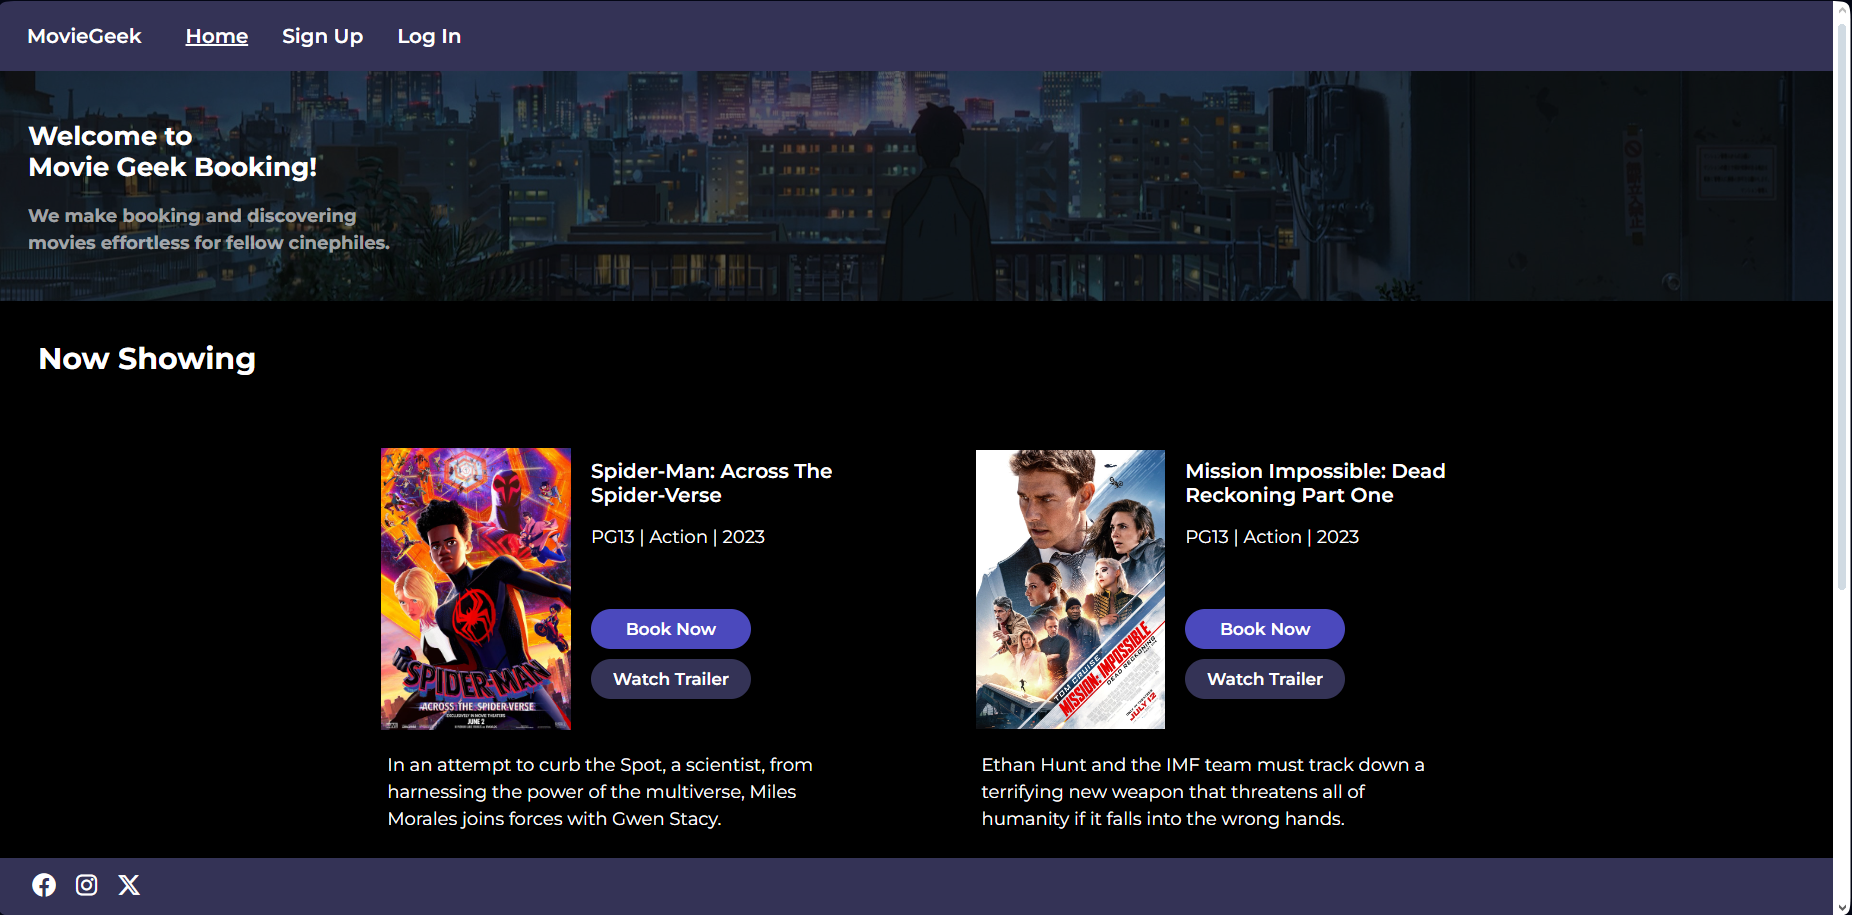 MovieGeek Home Sign Up Log In
Welcome to
Movie Geek Booking!
We make booking and discovering
movies effortless for fellow cinephiles.
Now Showing
Spider-Man: Across The
Spider-Verse
PG13 | Action | 2023
Book Now
Watch Trailer
SPIDER-MAN
ACROSS THE SPIDER-VERSE
EXCLUSIVELY IN MOVIE THEATERS
JUNE 2
In an attempt to curb the Spot, a scientist, from
harnessing the power of the multiverse, Miles
Morales joins forces with Gwen Stacy.
Mission Impossible: Dead
Reckoning Part One
PG13 | Action | 2023
Book Now
Watch Trailer
TOM CRUISE
MISSION: IMPOSSIBLE
DEAD RECKONING
JULY 12
Ethan Hunt and the IMF team must track down a
terrifying new weapon that threatens all of
humanity if it falls into the wrong hands.